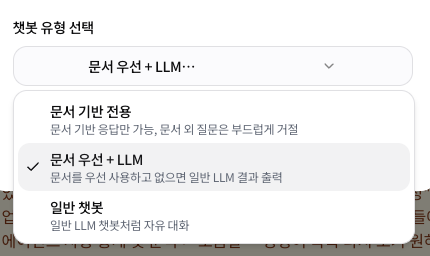 챗봇 유형 선택
문서 우선 + LLM…
문서 기반 전용
문서 기반 응답만 가능, 문서 외 질문은 부드럽게 거절
문서 우선 + LLM
문서를 우선 사용하고 없으면 일반 LLM 결과 출력
일반 챗봇
일반 LLM 챗봇처럼 자유 대화